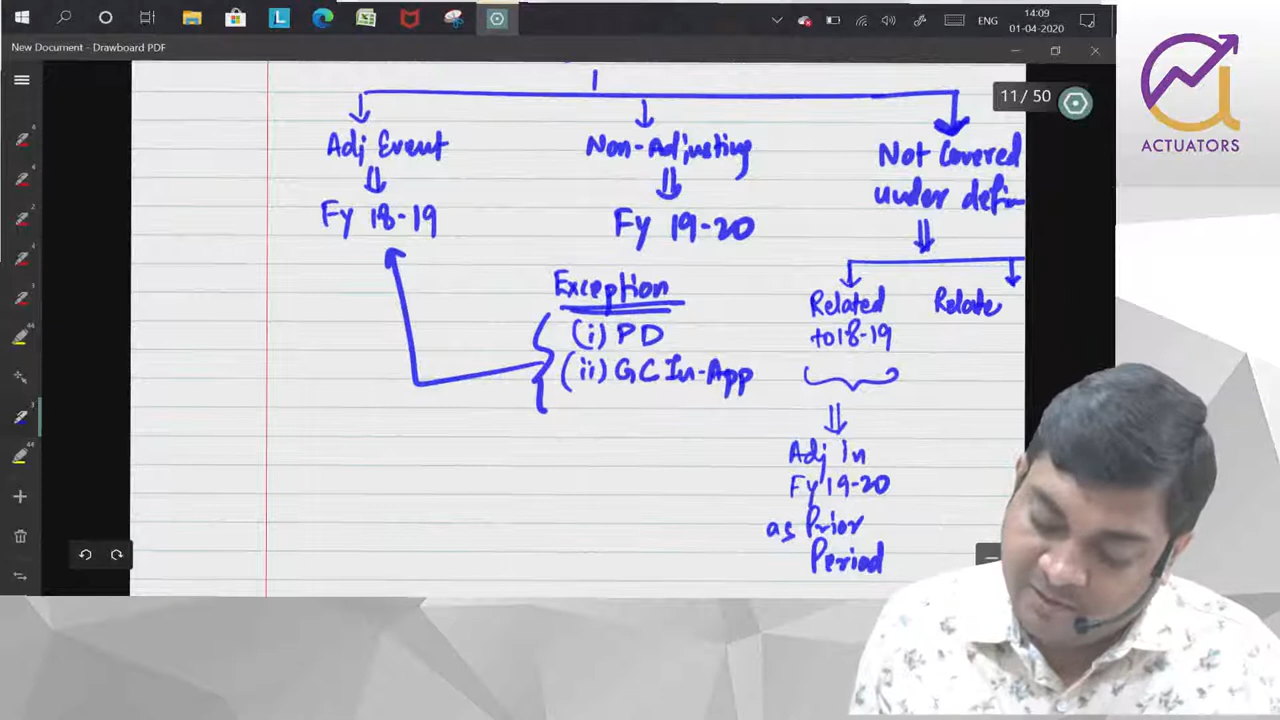 14:09
ENG
01-04-2020
New Document - Drawboard PDF
11 / 50
ACTUATORS
Adj Event
Non-Adjusting
Not Covered
under defin
Fy 18-19
Fy 19-20
Exception
(i) PD
(ii) GC In-App
Related
to 18-19
Relate
Adj In
Fy 19-20
as Prior
Period